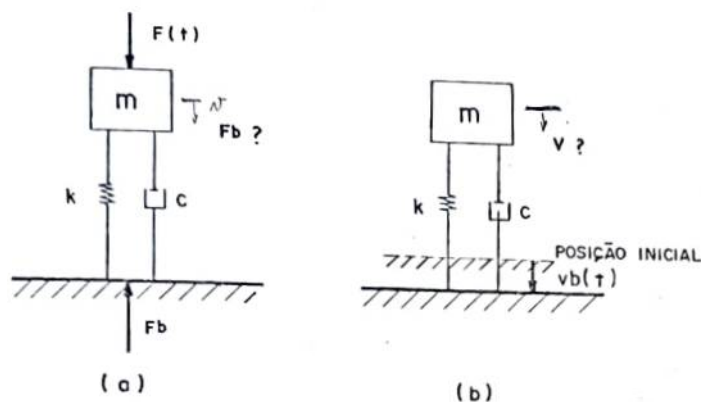 F(t)
m
v
Fb ?
k
c
Fb
(a)
m
V ?
k
c
POSIÇÃO INICIAL
vb(t)
(b)